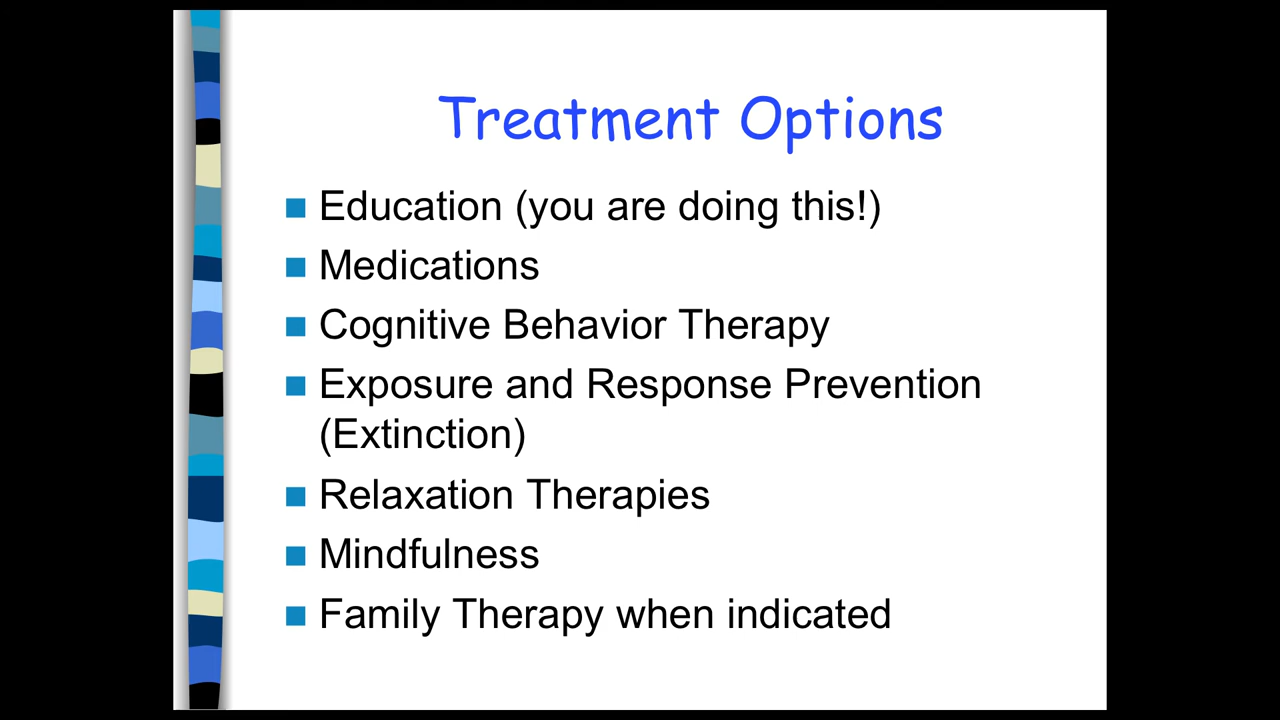 Treatment Options
Education (you are doing this!)
Medications
Cognitive Behavior Therapy
Exposure and Response Prevention
(Extinction)
Relaxation Therapies
Mindfulness
Family Therapy when indicated